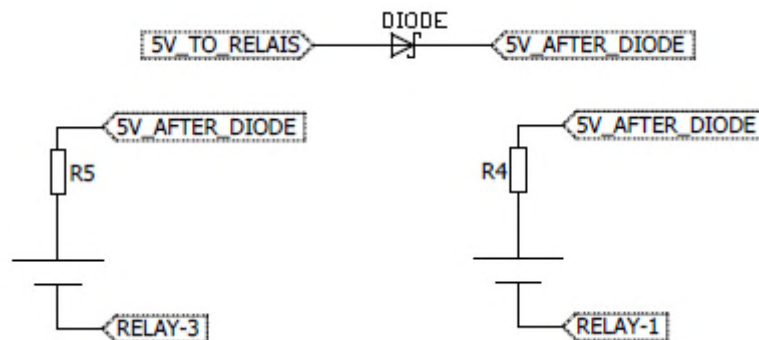 DIODE
5V_TO_RELAIS
5V_AFTER_DIODE
5V_AFTER_DIODE
5V_AFTER_DIODE
R5
R4
RELAY-3
RELAY-1